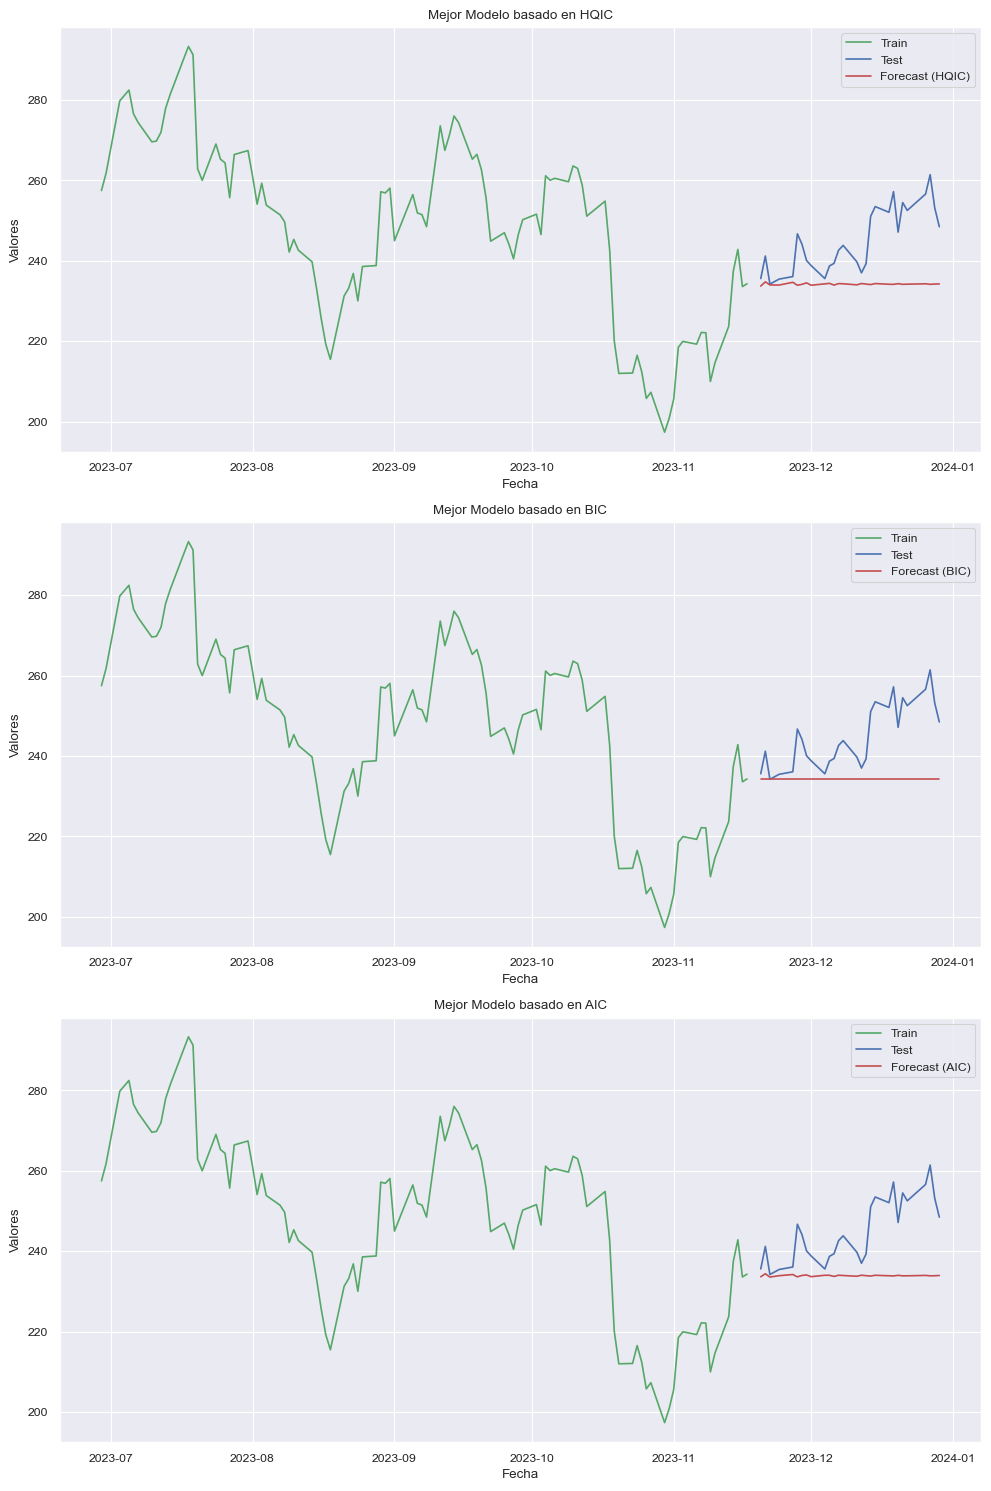 Mejor Modelo basado en HQIC
Train
Test
Forecast (HQIC)
280
260
240
220
200
Valores
2023-07 2023-08 2023-09 2023-10 2023-11 2023-12 2024-01
Fecha
Mejor Modelo basado en BIC
Train
Test
Forecast (BIC)
280
260
240
220
200
Valores
2023-07 2023-08 2023-09 2023-10 2023-11 2023-12 2024-01
Fecha
Mejor Modelo basado en AIC
Train
Test
Forecast (AIC)
280
260
240
220
200
Valores
2023-07 2023-08 2023-09 2023-10 2023-11 2023-12 2024-01
Fecha